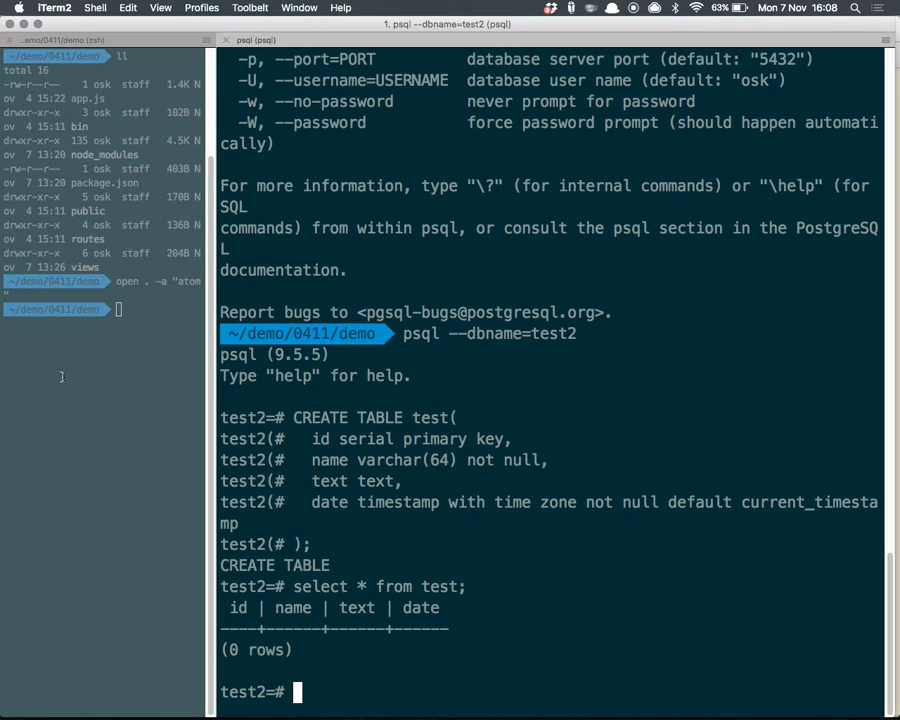 iTerm2 Shell Edit View Profiles Toolbelt Window Help 63% Mon 7 Nov 16:08
1. psql --dbname=test2 (psql)
..emo/0411/demo (zsh)
~/demo/0411/demo ll
total 16
-rw-r--r-- 1 osk staff 1.4K N
ov 4 15:22 app.js
drwxr-xr-x 3 osk staff 102B N
ov 4 15:11 bin
drwxr-xr-x 135 osk staff 4.5K N
ov 7 13:20 node_modules
-rw-r--r-- 1 osk staff 403B N
ov 7 13:20 package.json
drwxr-xr-x 5 osk staff 170B N
ov 4 15:11 public
drwxr-xr-x 4 osk staff 136B N
ov 4 15:11 routes
drwxr-xr-x 6 osk staff 204B N
ov 7 13:26 views
~/demo/0411/demo open . -a "atom
"
~/demo/0411/demo
psql (psql)
-p, --port=PORT database server port (default: "5432")
-U, --username=USERNAME database user name (default: "osk")
-w, --no-password never prompt for password
-W, --password force password prompt (should happen automati
cally)
For more information, type "\?" (for internal commands) or "\help" (for
SQL
commands) from within psql, or consult the psql section in the PostgreSQ
L
documentation.
Report bugs to <pgsql-bugs@postgresql.org>.
~/demo/0411/demo psql --dbname=test2
psql (9.5.5)
Type "help" for help.
test2=# CREATE TABLE test(
test2(# id serial primary key,
test2(# name varchar(64) not null,
test2(# text text,
test2(# date timestamp with time zone not null default current_timesta
mp
test2(# );
CREATE TABLE
test2=# select * from test;
id | name | text | date
----+------+------+------
(0 rows)
test2=#